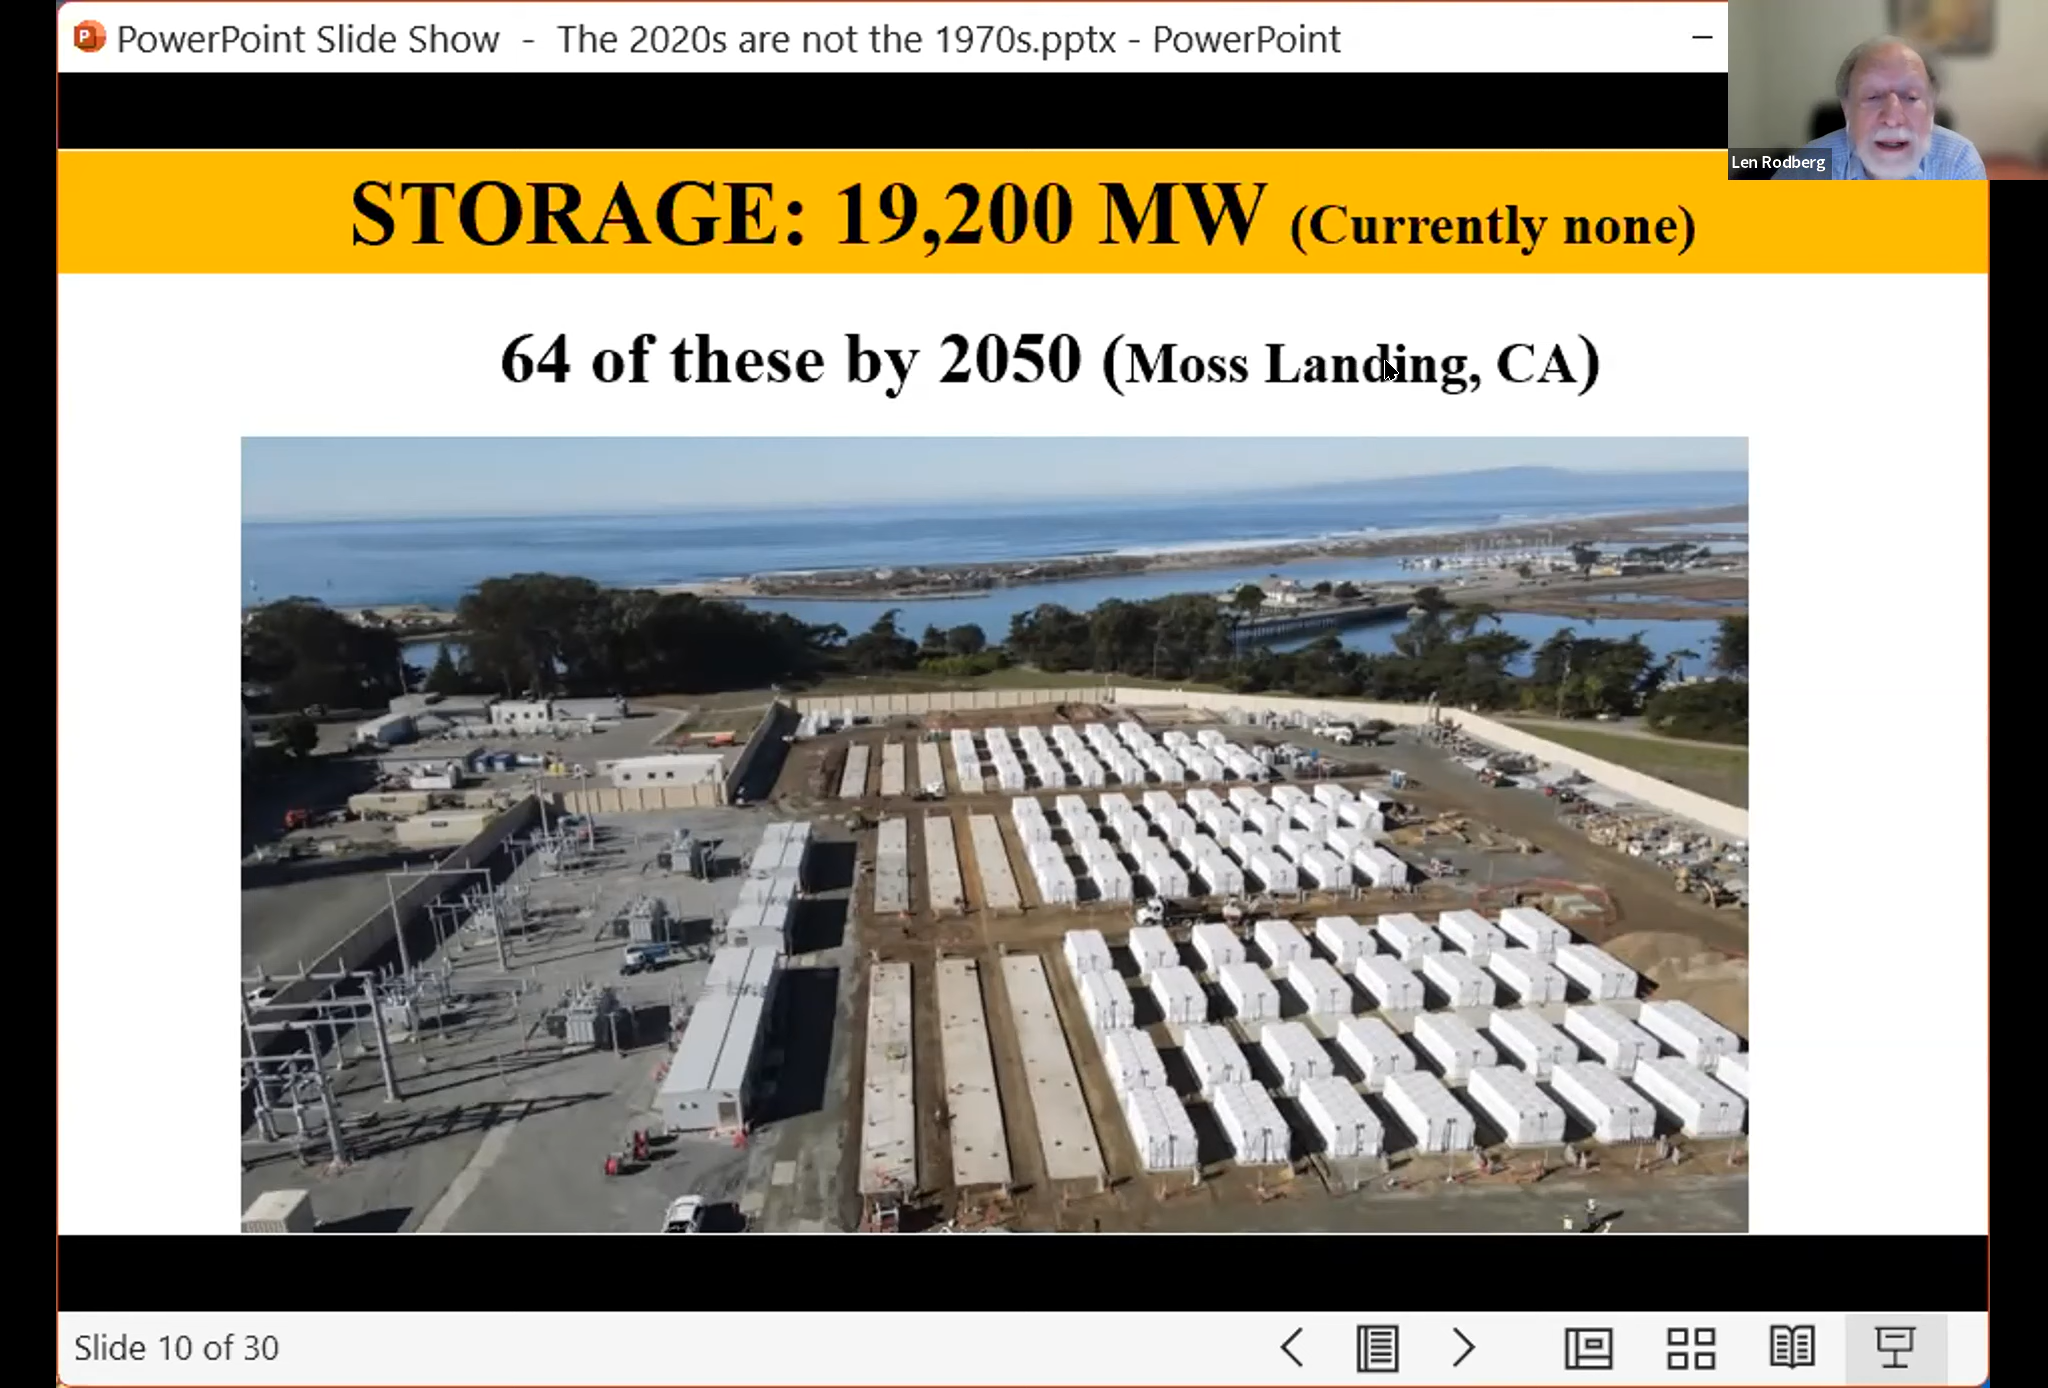 PowerPoint Slide Show - The 2020s are not the 1970s.pptx - PowerPoint
Len Rodberg
STORAGE: 19,200 MW (Currently none)
64 of these by 2050 (Moss Landing, CA)
Slide 10 of 30